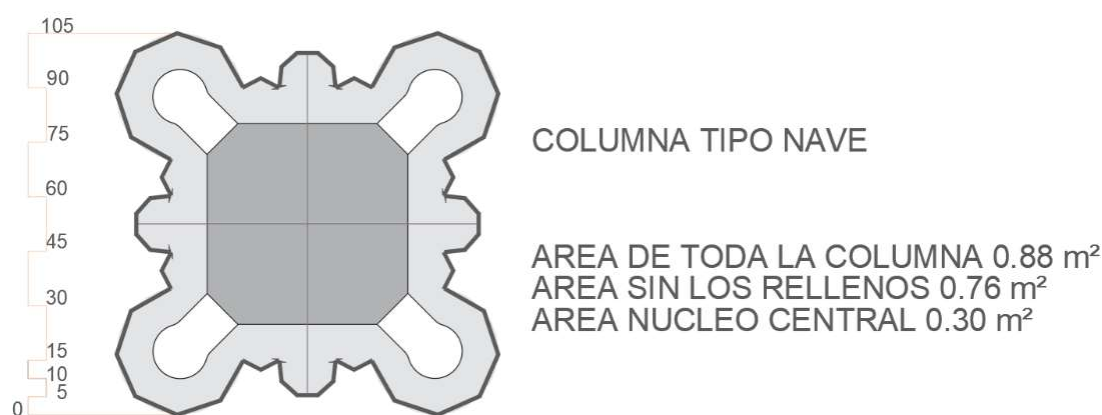 105
90
75
60
45
30
15
10
5
0
COLUMNA TIPO NAVE
AREA DE TODA LA COLUMNA 0.88 m²
AREA SIN LOS RELLENOS 0.76 m²
AREA NUCLEO CENTRAL 0.30 m²